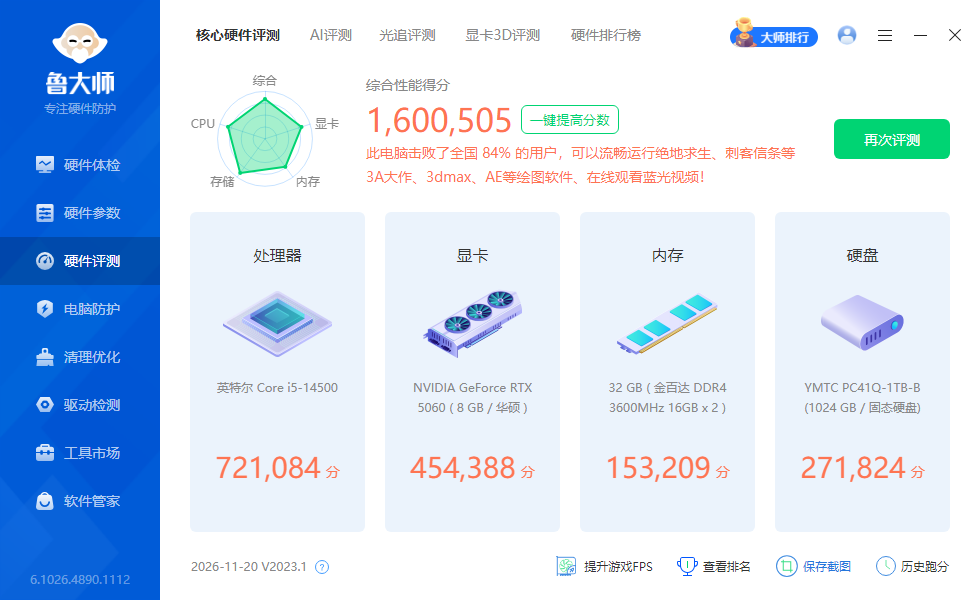 鲁大师
专注硬件防护
硬件体检
硬件参数
硬件评测
电脑防护
清理优化
驱动检测
工具市场
软件管家
6.1026.4890.1112
核心硬件评测 AI评测 光追评测 显卡3D评测 硬件排行榜
大师排行
综合
CPU
显卡
存储
内存
综合性能得分
1,600,505 一键提高分数
此电脑击败了全国 84% 的用户，可以流畅运行绝地求生、刺客信条等
3A大作、3dmax、AE等绘图软件、在线观看蓝光视频！
再次评测
处理器
英特尔 Core i5-14500
721,084 分
显卡
NVIDIA GeForce RTX
5060 ( 8 GB / 华硕 )
454,388 分
内存
32 GB ( 金百达 DDR4
3600MHz 16GB x 2 )
153,209 分
硬盘
YMTC PC41Q-1TB-B
(1024 GB / 固态硬盘)
271,824 分
2026-11-20 V2023.1 ?
提升游戏FPS 查看排名 保存截图 历史跑分